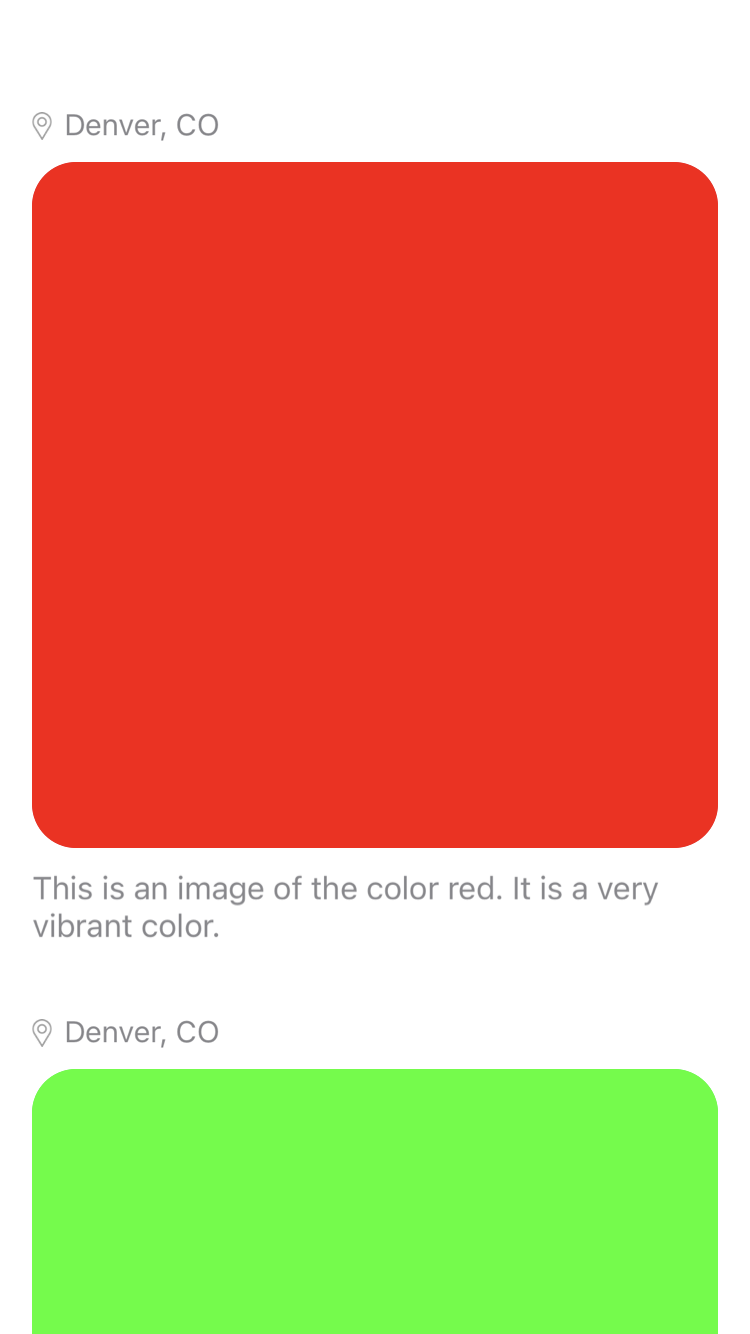 Denver, CO
This is an image of the color red. It is a very
vibrant color.
Denver, CO